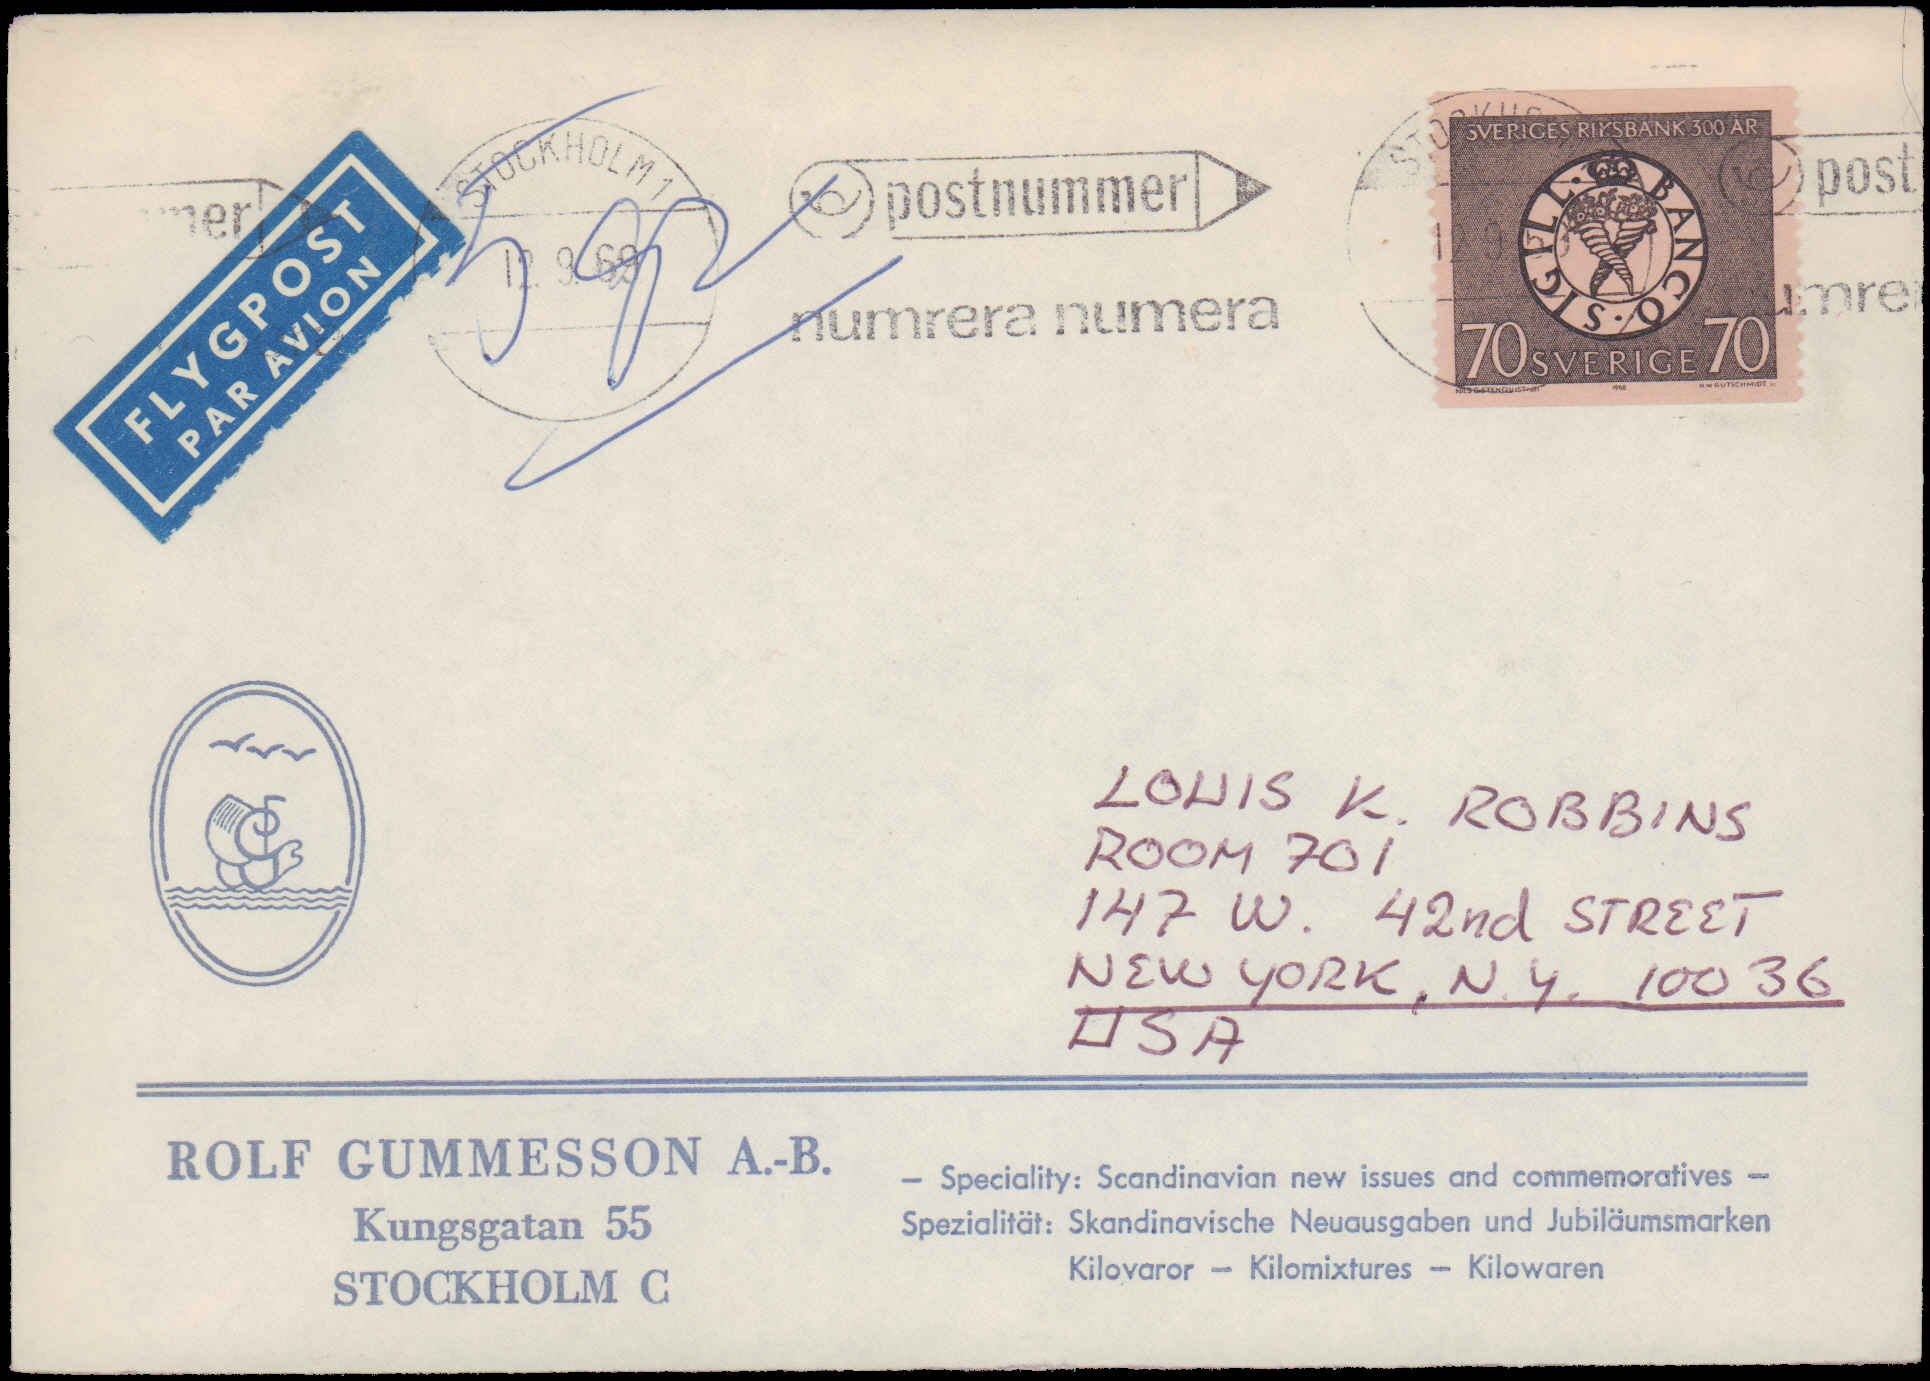 FLYGPOST
PAR AVION
STOCKHOLM 1
12. 9. 69
postnummer
numrera numera
SVERIGES RIKSBANK 300 ÅR
SIGILL · BANCO ·
70 SVERIGE 70
1968
post
LOUIS K. ROBBINS
ROOM 701
147 W. 42nd STREET
NEW YORK, N.Y. 10036
USA
ROLF GUMMESSON A.-B.
Kungsgatan 55
STOCKHOLM C
– Speciality: Scandinavian new issues and commemoratives –
Spezialität: Skandinavische Neuausgaben und Jubiläumsmarken
Kilovaror – Kilomixtures – Kilowaren